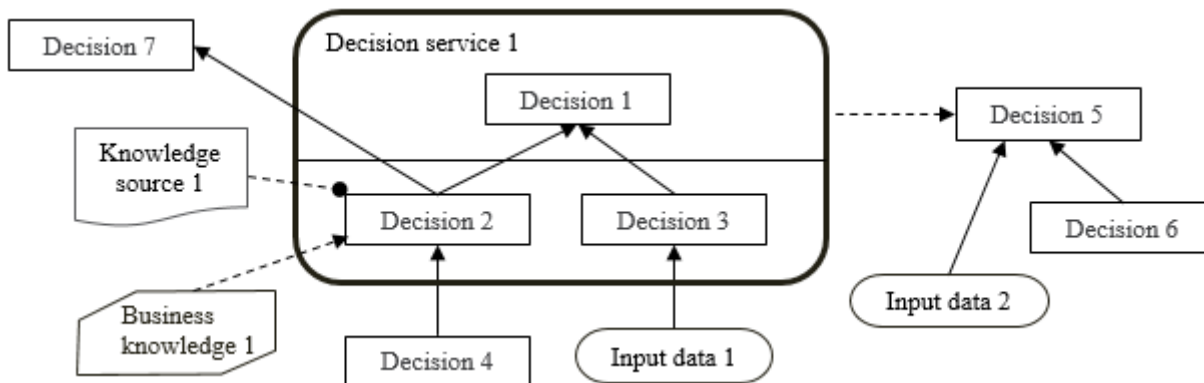 Decision 7
Decision service 1
Decision 1
Decision 5
Knowledge
source 1
Decision 2
Decision 3
Decision 6
Business
knowledge 1
Input data 2
Decision 4
Input data 1